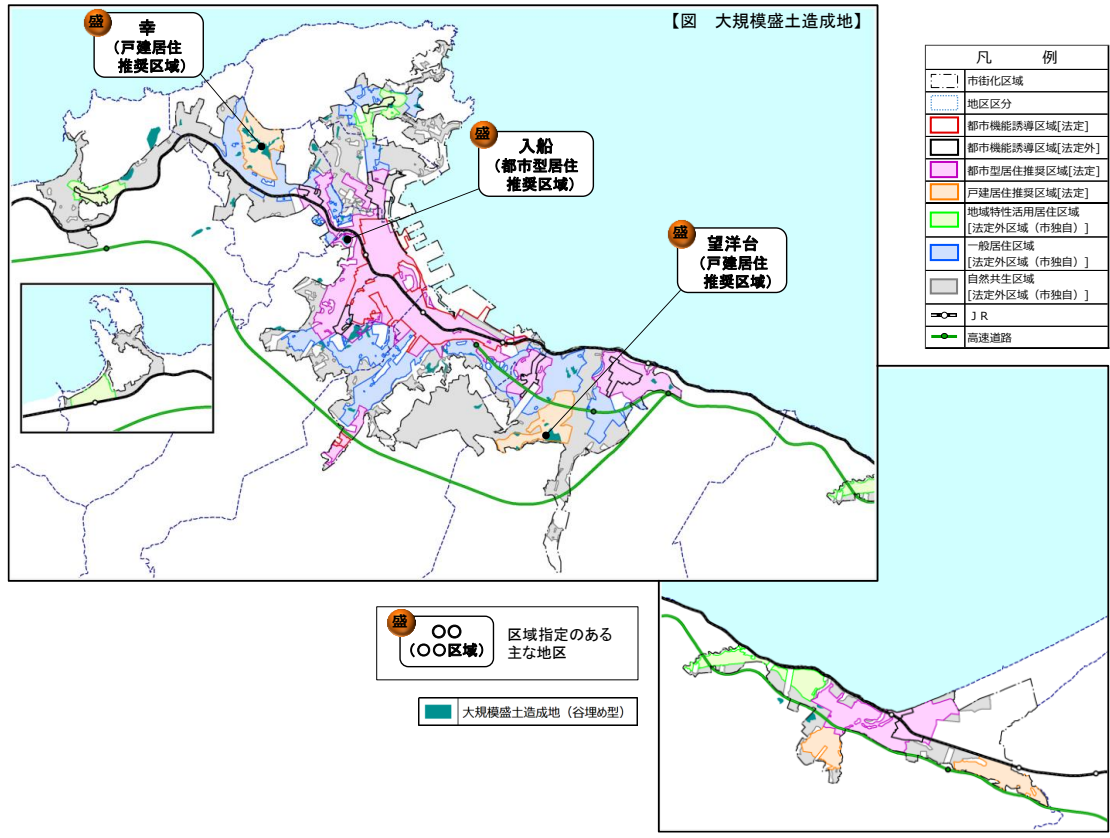 【図　大規模盛土造成地】
盛
幸
（戸建居住
推奨区域）
盛
入船
（都市型居住
推奨区域）
盛
望洋台
（戸建居住
推奨区域）
凡　例
市街化区域
地区区分
都市機能誘導区域[法定]
都市機能誘導区域[法定外]
都市型居住推奨区域[法定]
戸建居住推奨区域[法定]
地域特性活用居住区域
[法定外区域（市独自）]
一般居住区域
[法定外区域（市独自）]
自然共生区域
[法定外区域（市独自）]
ＪＲ
高速道路
盛
○○
（○○区域）
区域指定のある
主な地区
大規模盛土造成地（谷埋め型）